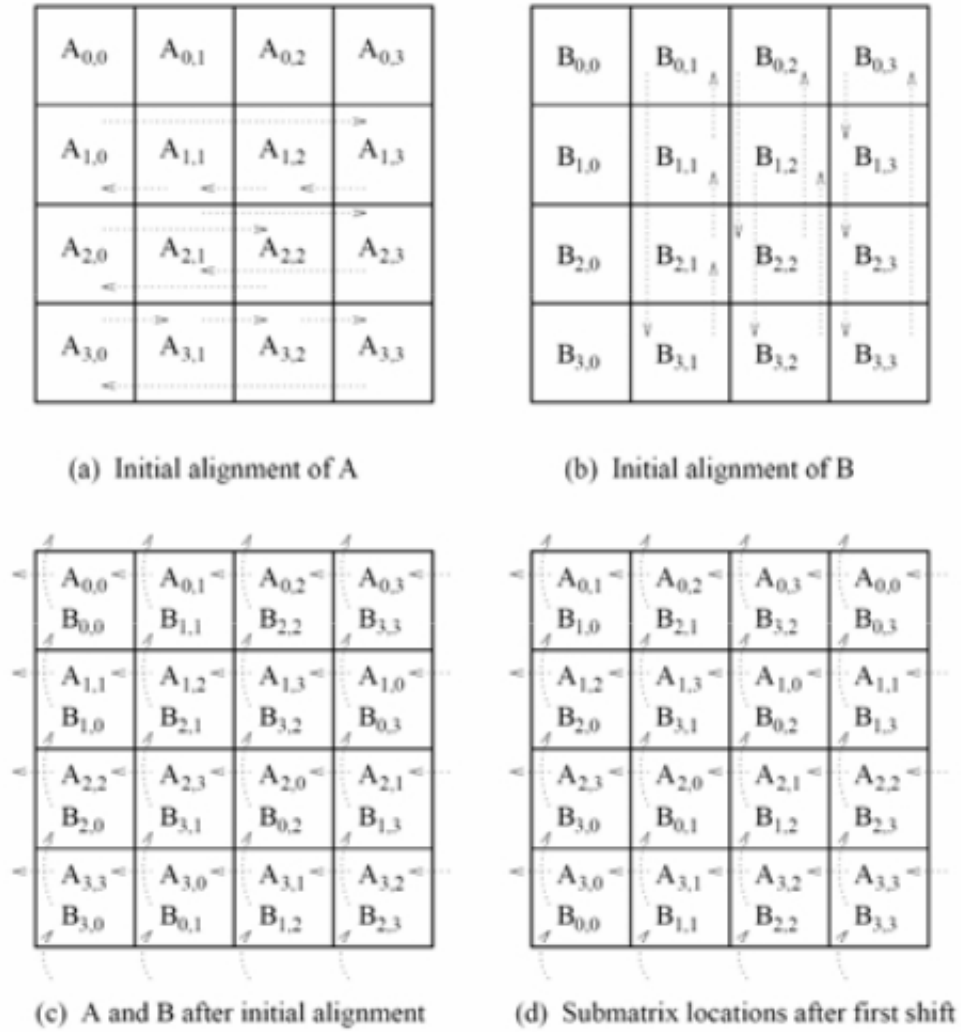 A0,0 A0,1 A0,2 A0,3
A1,0 A1,1 A1,2 A1,3
A2,0 A2,1 A2,2 A2,3
A3,0 A3,1 A3,2 A3,3
(a) Initial alignment of A
B0,0 B0,1 B0,2 B0,3
B1,0 B1,1 B1,2 B1,3
B2,0 B2,1 B2,2 B2,3
B3,0 B3,1 B3,2 B3,3
(b) Initial alignment of B
A0,0 A0,1 A0,2 A0,3
B0,0 B1,1 B2,2 B3,3
A1,1 A1,2 A1,3 A1,0
B1,0 B2,1 B3,2 B0,3
A2,2 A2,3 A2,0 A2,1
B2,0 B3,1 B0,2 B1,3
A3,3 A3,0 A3,1 A3,2
B3,0 B0,1 B1,2 B2,3
(c) A and B after initial alignment
A0,1 A0,2 A0,3 A0,0
B1,0 B2,1 B3,2 B0,3
A1,2 A1,3 A1,0 A1,1
B2,0 B3,1 B0,2 B1,3
A2,3 A2,0 A2,1 A2,2
B3,0 B0,1 B1,2 B2,3
A3,0 A3,1 A3,2 A3,3
B0,0 B1,1 B2,2 B3,3
(d) Submatrix locations after first shift